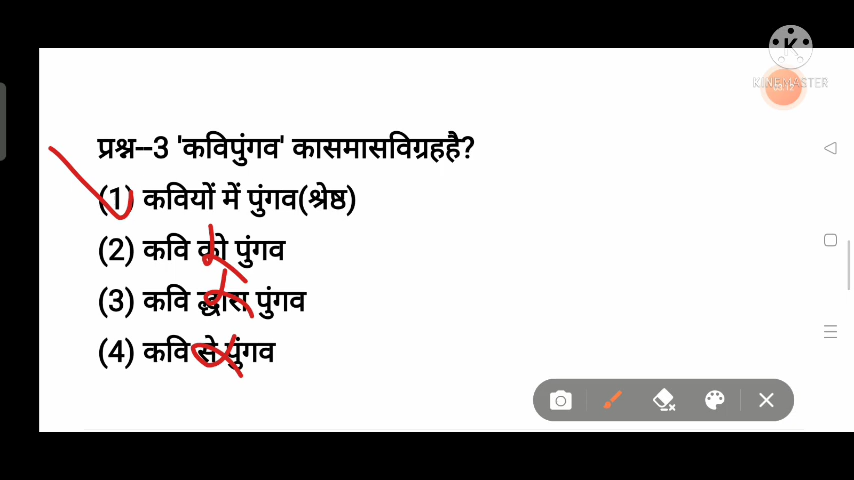 KINEMASTER
प्रश्न--3 'कविपुंगव' कासमासविग्रहहै?
(1) कवियों में पुंगव(श्रेष्ठ)
(2) कवि को पुंगव
(3) कवि द्धारा पुंगव
(4) कवि से पुंगव